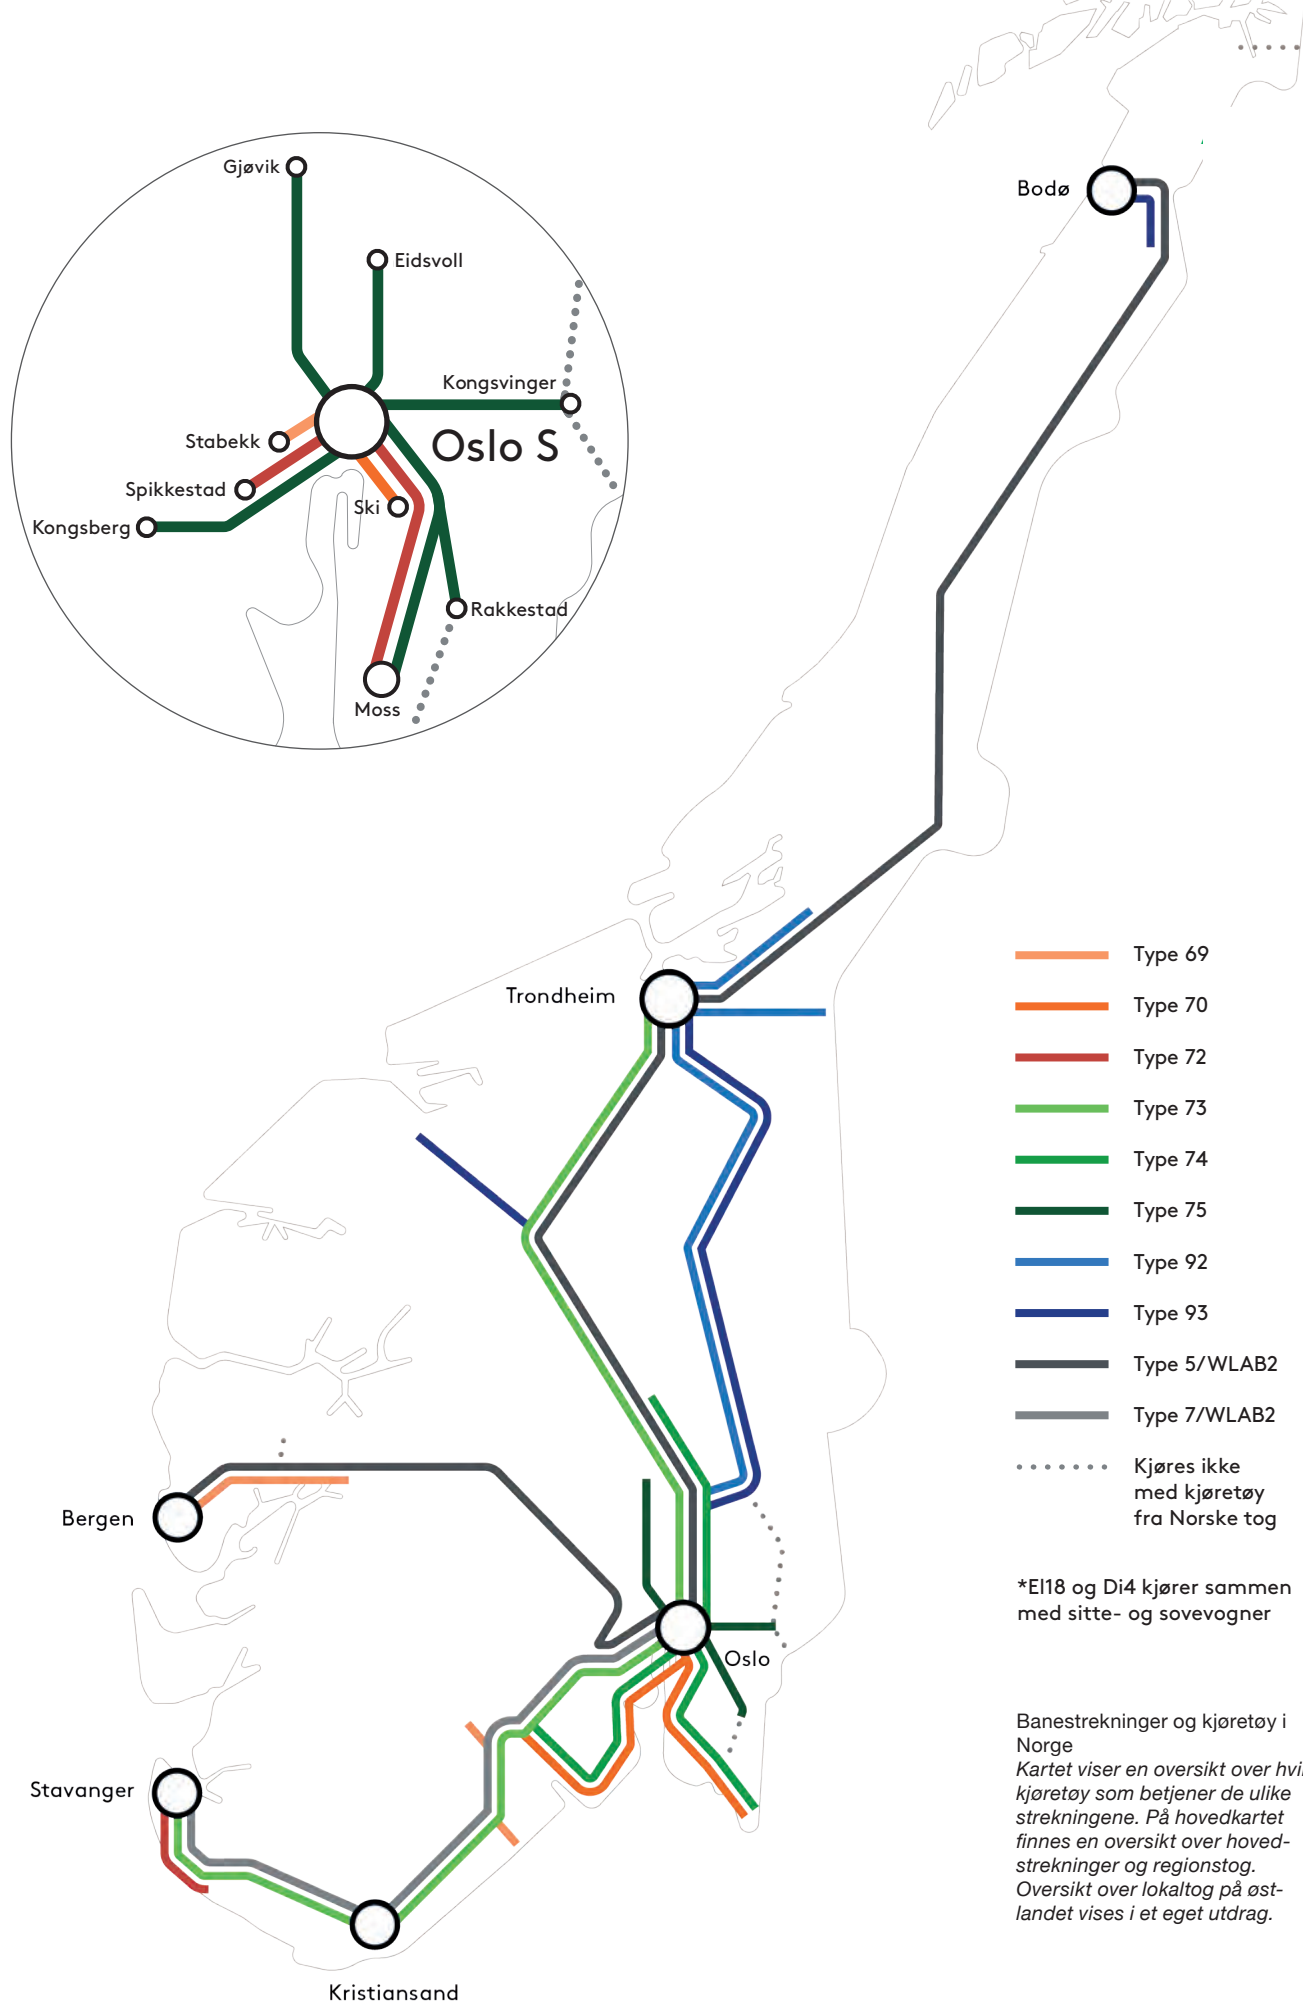 Gjøvik
Eidsvoll
Kongsvinger
Stabekk
Oslo S
Spikkestad
Ski
Kongsberg
Rakkestad
Moss
Bodø
Trondheim
Bergen
Oslo
Stavanger
Kristiansand
Type 69
Type 70
Type 72
Type 73
Type 74
Type 75
Type 92
Type 93
Type 5/WLAB2
Type 7/WLAB2
Kjøres ikke
med kjøretøy
fra Norske tog
*El18 og Di4 kjører sammen
med sitte- og sovevogner
Banestrekninger og kjøretøy i
Norge
Kartet viser en oversikt over
kjøretøy som betjener de ulike
strekningene. På hovedkartet
finnes en oversikt over hoved-
strekninger og regionstog.
Oversikt over lokaltog på øst-
landet vises i et eget utdrag.